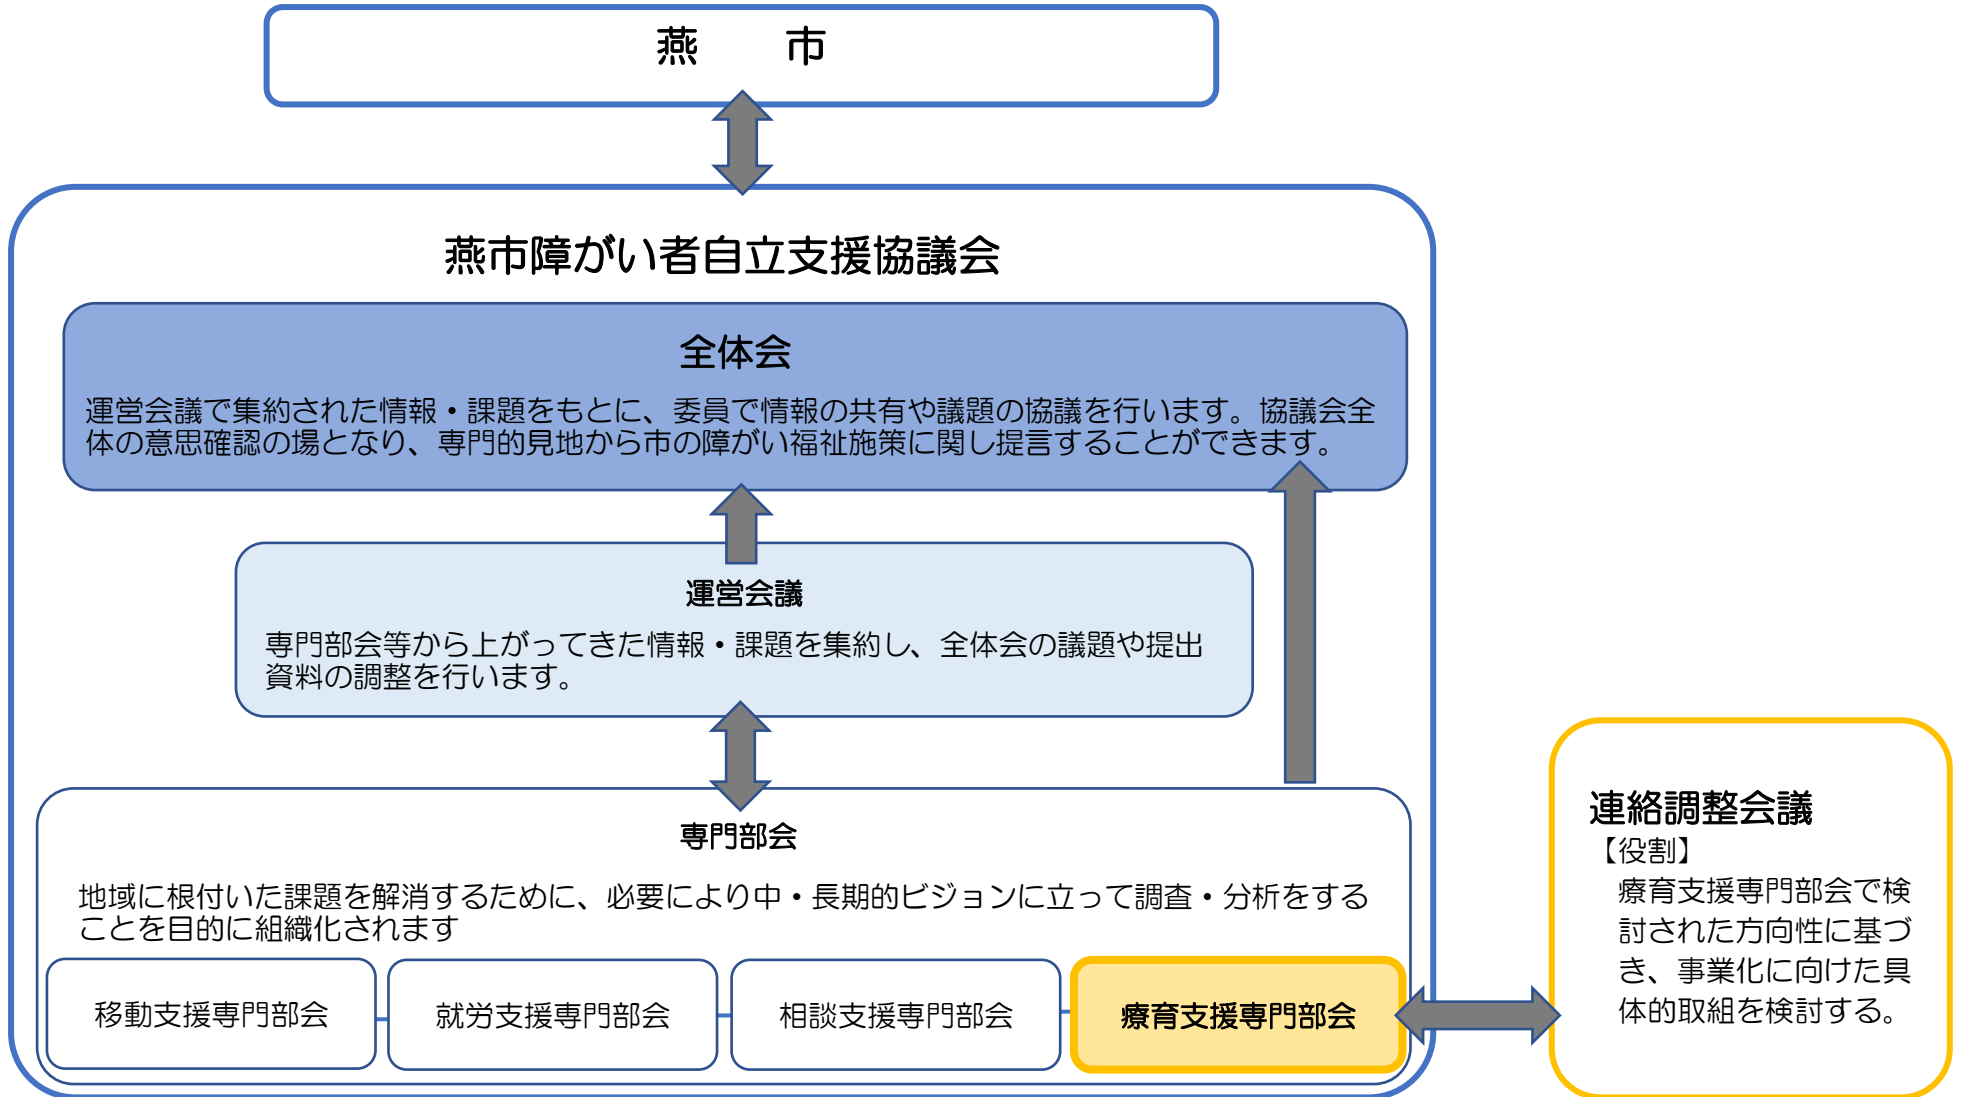 燕　　市
燕市障がい者自立支援協議会
全体会
運営会議で集約された情報・課題をもとに、委員で情報の共有や議題の協議を行います。協議会全
体の意思確認の場となり、専門的見地から市の障がい福祉施策に関し提言することができます。
運営会議
専門部会等から上がってきた情報・課題を集約し、全体会の議題や提出
資料の調整を行います。
専門部会
地域に根付いた課題を解消するために、必要により中・長期的ビジョンに立って調査・分析をする
ことを目的に組織化されます
移動支援専門部会
就労支援専門部会
相談支援専門部会
療育支援専門部会
連絡調整会議
【役割】
療育支援専門部会で検
討された方向性に基づ
き、事業化に向けた具
体的取組を検討する。